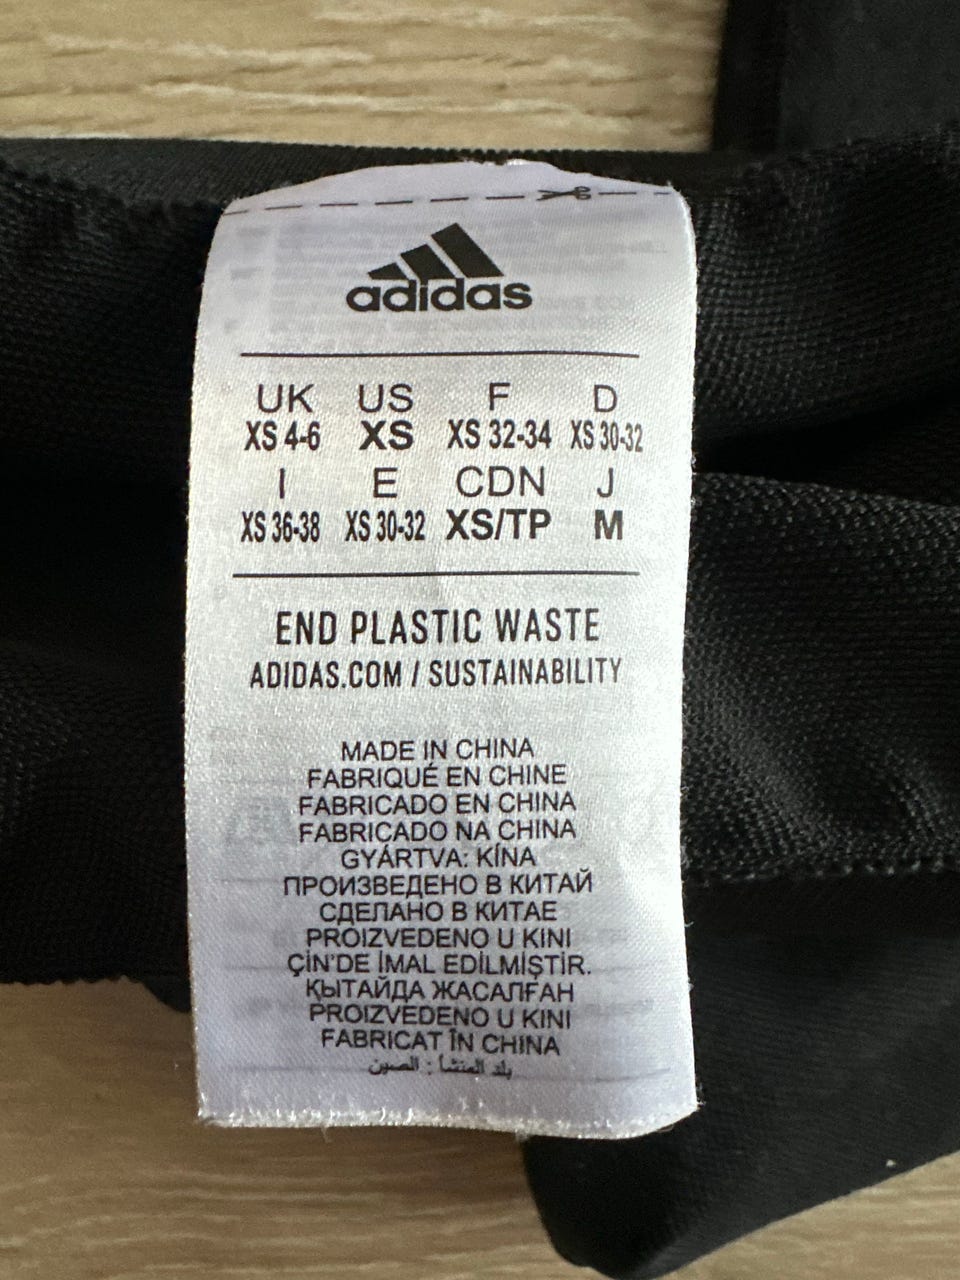 adidas
UK US F D
XS 4-6 XS XS 32-34 XS 30-32
I E CDN J
XS 36-38 XS 30-32 XS/TP M
END PLASTIC WASTE
ADIDAS.COM / SUSTAINABILITY
MADE IN CHINA
FABRIQUÉ EN CHINE
FABRICADO EN CHINA
FABRICADO NA CHINA
GYÁRTVA: KÍNA
ПРОИЗВЕДЕНО В КИТАЙ
СДЕЛАНО В КИТАЕ
PROIZVEDENO U KINI
ÇİN'DE İMAL EDİLMİŞTİR.
ҚЫТАЙДА ЖАСАЛҒАН
PROIZVEDENO U KINI
FABRICAT ÎN CHINA
بلد المنشأ : الصين